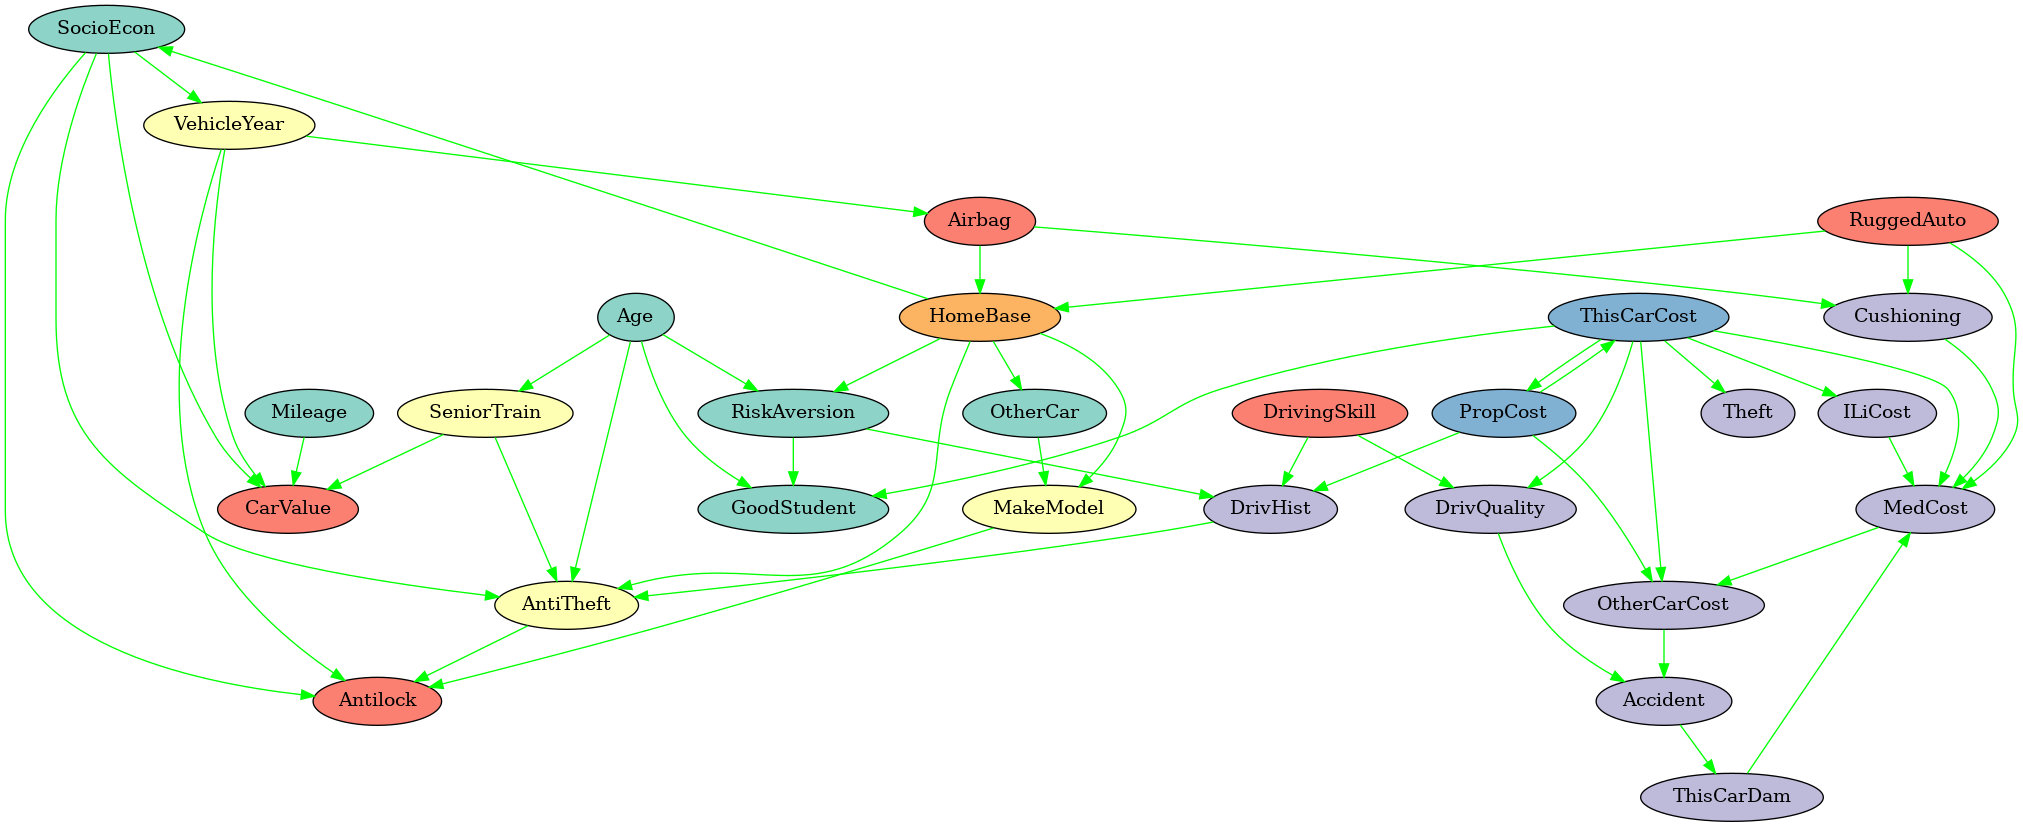 SocioEcon
VehicleYear
Airbag
RuggedAuto
Age
HomeBase
ThisCarCost
Cushioning
Mileage
SeniorTrain
RiskAversion
OtherCar
DrivingSkill
PropCost
Theft
ILiCost
CarValue
GoodStudent
MakeModel
DrivHist
DrivQuality
MedCost
AntiTheft
OtherCarCost
Antilock
Accident
ThisCarDam